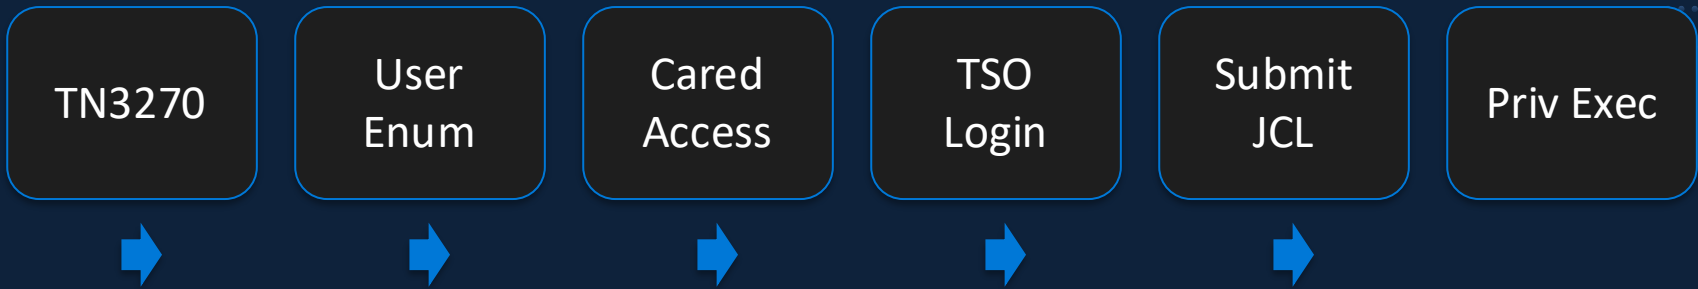 TN3270
User
Enum
Cared
Access
TSO
Login
Submit
JCL
Priv Exec